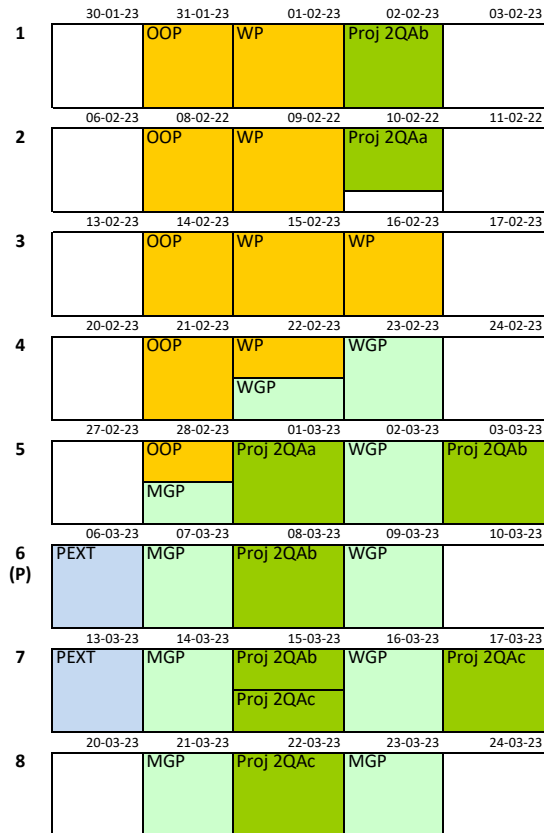 30-01-23 31-01-23 01-02-23 02-02-23 03-02-23
1 OOP WP Proj 2QAb
06-02-23 08-02-22 09-02-22 10-02-22 11-02-22
2 OOP WP Proj 2QAa
13-02-23 14-02-23 15-02-23 16-02-23 17-02-23
3 OOP WP WP
20-02-23 21-02-23 22-02-23 23-02-23 24-02-23
4 OOP WP WGP
WGP
27-02-23 28-02-23 01-03-23 02-03-23 03-03-23
5 OOP Proj 2QAa WGP Proj 2QAb
MGP
06-03-23 07-03-23 08-03-23 09-03-23 10-03-23
6 PEXT MGP Proj 2QAb WGP
(P)
13-03-23 14-03-23 15-03-23 16-03-23 17-03-23
7 PEXT MGP Proj 2QAb WGP Proj 2QAc
Proj 2QAc
20-03-23 21-03-23 22-03-23 23-03-23 24-03-23
8 MGP Proj 2QAc MGP